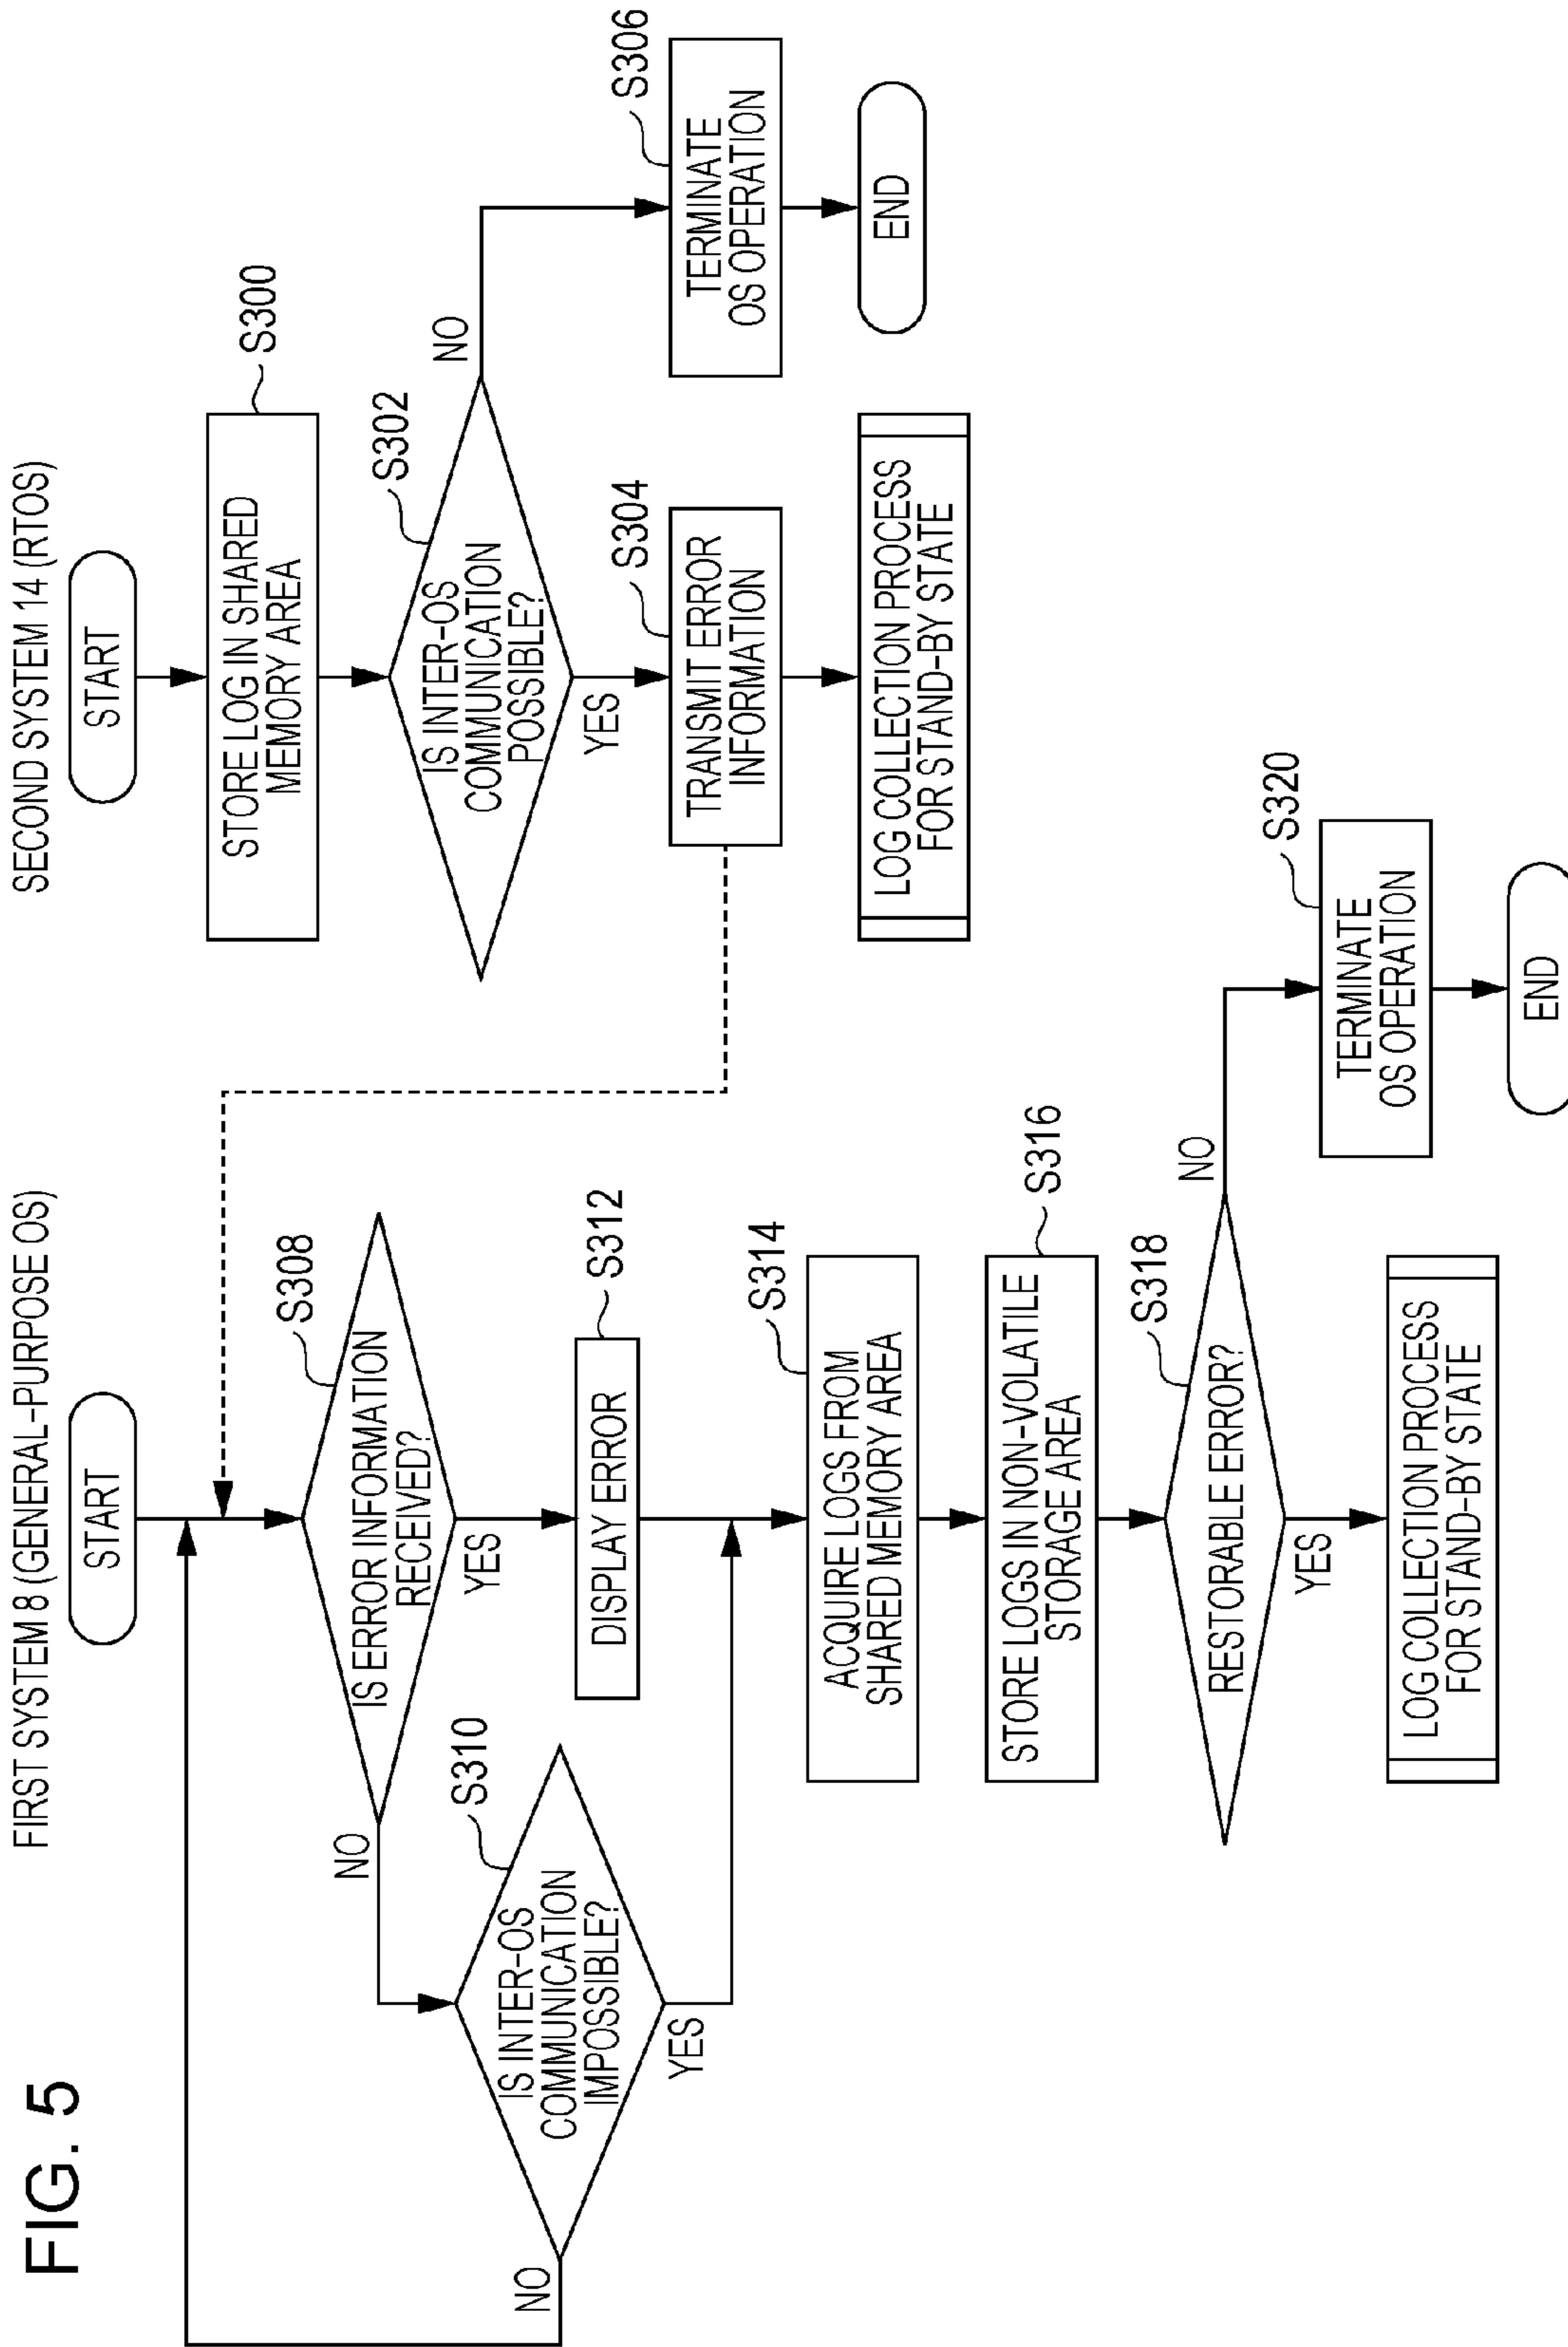 FIG. 5
FIRST SYSTEM 8 (GENERAL-PURPOSE OS)
START
IS ERROR INFORMATION
RECEIVED?
S308
NO
YES
IS INTER-OS
COMMUNICATION
IMPOSSIBLE?
S310
NO
YES
DISPLAY ERROR
S312
ACQUIRE LOGS FROM
SHARED MEMORY AREA
S314
STORE LOGS IN NON-VOLATILE
STORAGE AREA
S316
RESTORABLE ERROR?
S318
NO
YES
LOG COLLECTION PROCESS
FOR STAND-BY STATE
TERMINATE
OS OPERATION
S320
END
SECOND SYSTEM 14 (RTOS)
START
STORE LOG IN SHARED
MEMORY AREA
S300
IS INTER-OS
COMMUNICATION
POSSIBLE?
S302
NO
YES
TRANSMIT ERROR
INFORMATION
S304
LOG COLLECTION PROCESS
FOR STAND-BY STATE
TERMINATE
OS OPERATION
S306
END